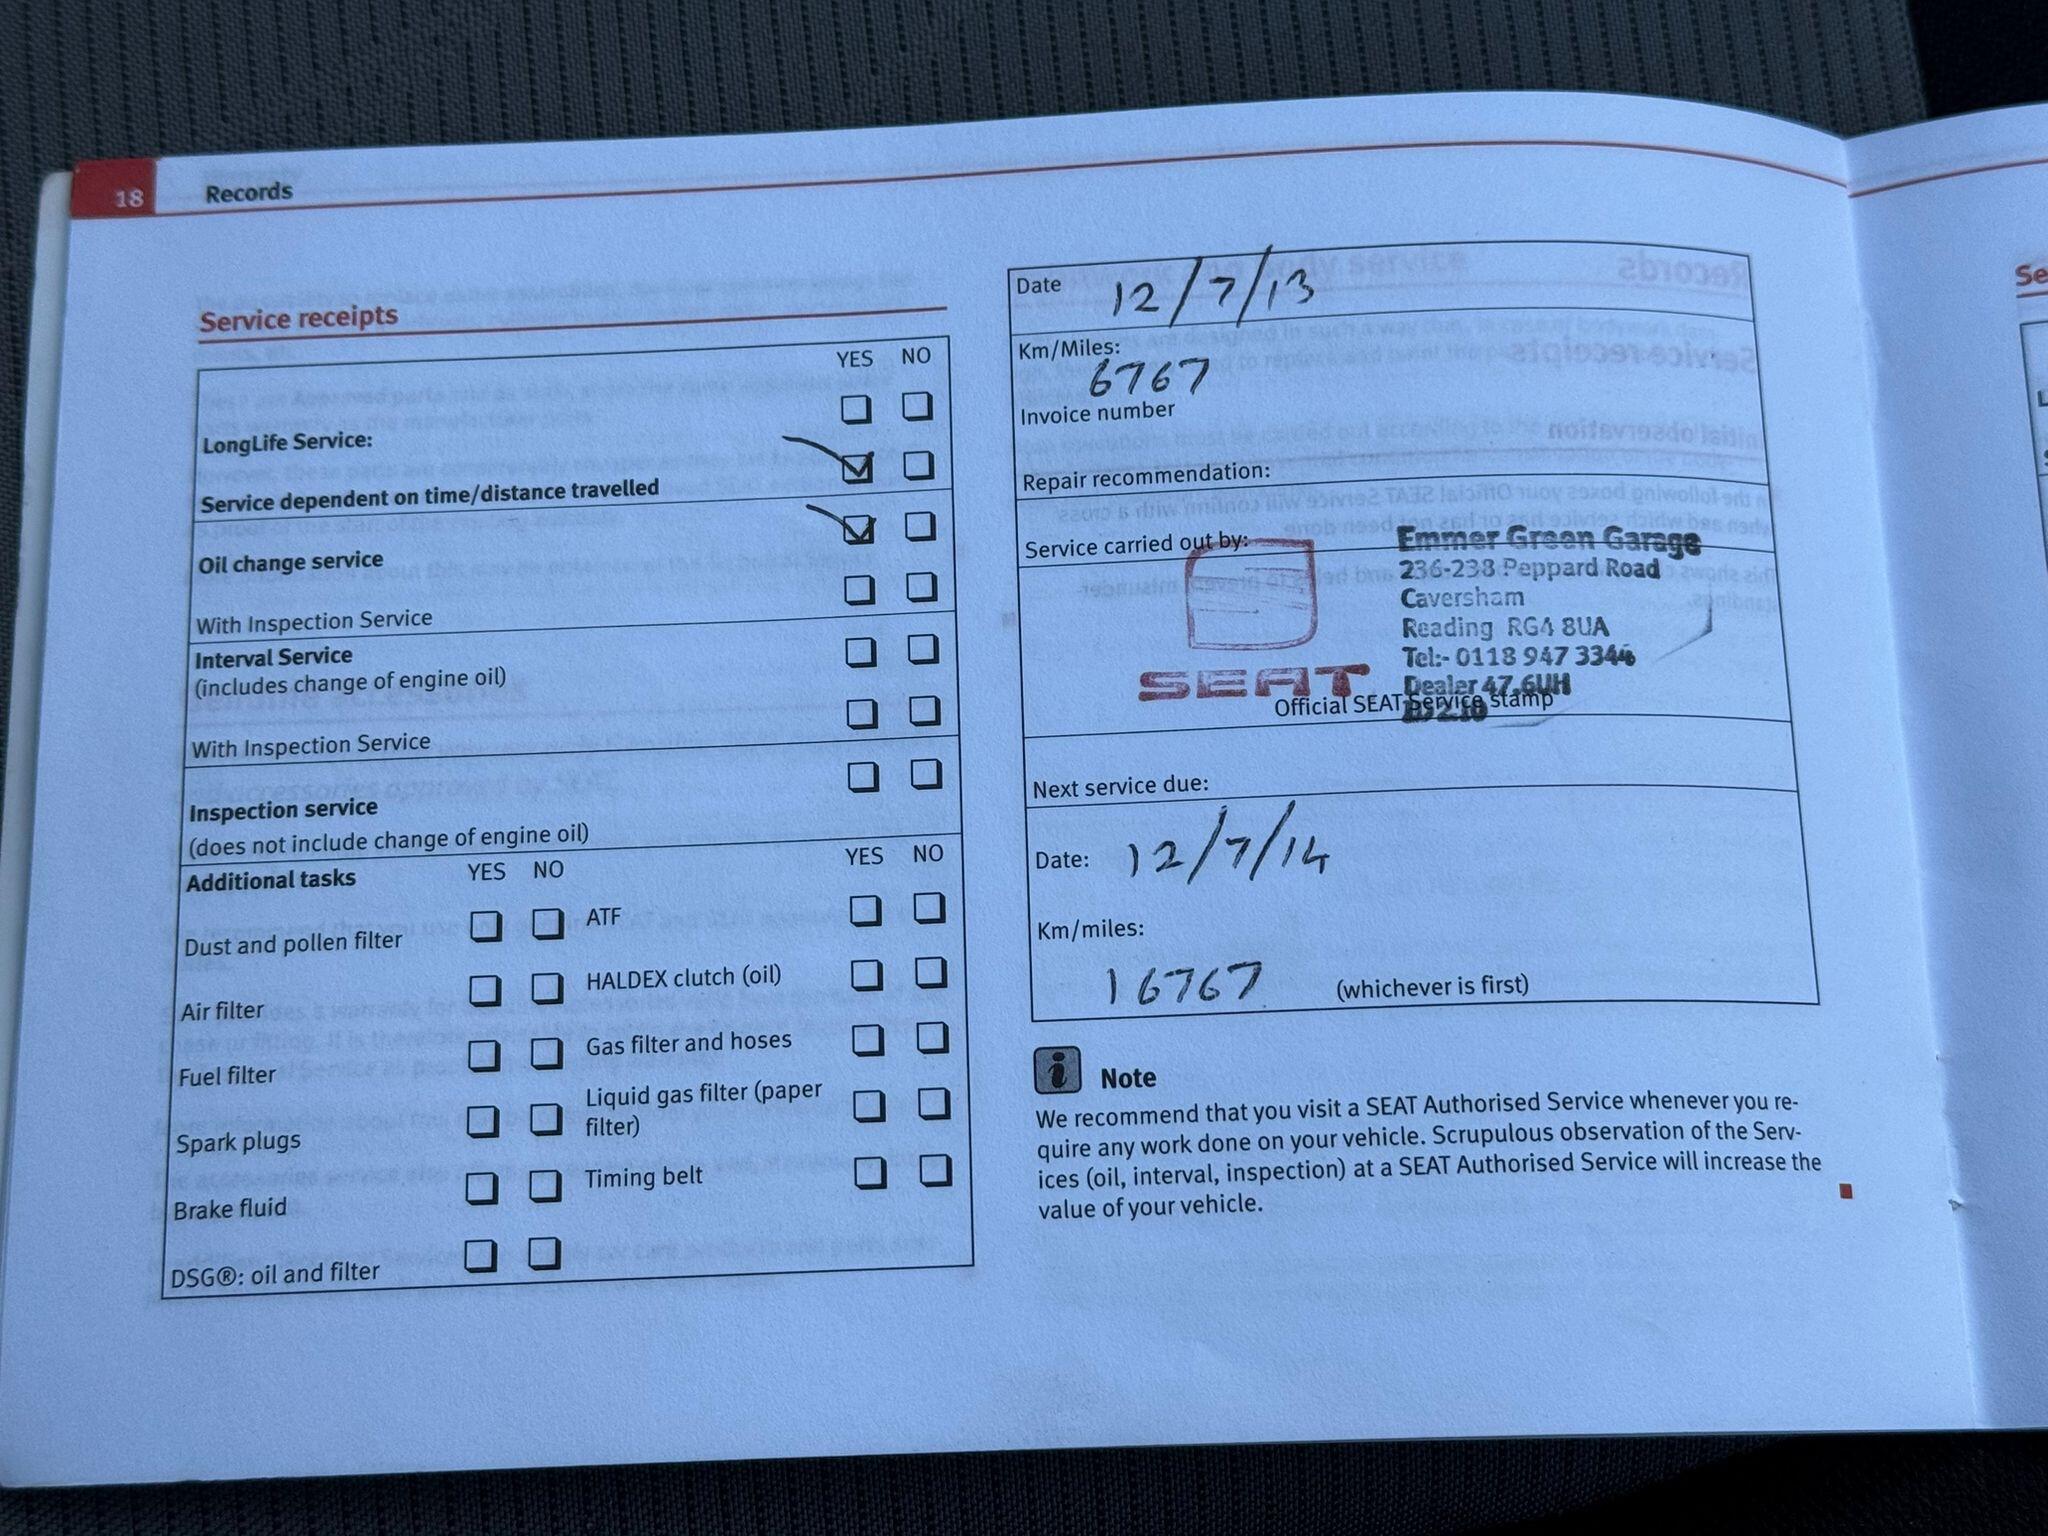 18 Records
Service receipts
YES NO
LongLife Service:
Service dependent on time/distance travelled
Oil change service
With Inspection Service
Interval Service
(includes change of engine oil)
With Inspection Service
Inspection service
(does not include change of engine oil)
Additional tasks YES NO YES NO
Dust and pollen filter ATF
Air filter HALDEX clutch (oil)
Fuel filter Gas filter and hoses
Spark plugs Liquid gas filter (paper
filter)
Brake fluid Timing belt
DSG®: oil and filter
Date 12/7/13
Km/Miles:
6767
Invoice number
Repair recommendation:
Service carried out by:
SEAT
Emmer Green Garage
236-238 Peppard Road
Caversham
Reading RG4 8UA
Tel:- 0118 947 3344
Dealer
Official SEAT Service stamp
Next service due:
Date: 12/7/14
Km/miles:
16767 (whichever is first)
i Note
We recommend that you visit a SEAT Authorised Service whenever you re-
quire any work done on your vehicle. Scrupulous observation of the Serv-
ices (oil, interval, inspection) at a SEAT Authorised Service will increase the
value of your vehicle.
Se